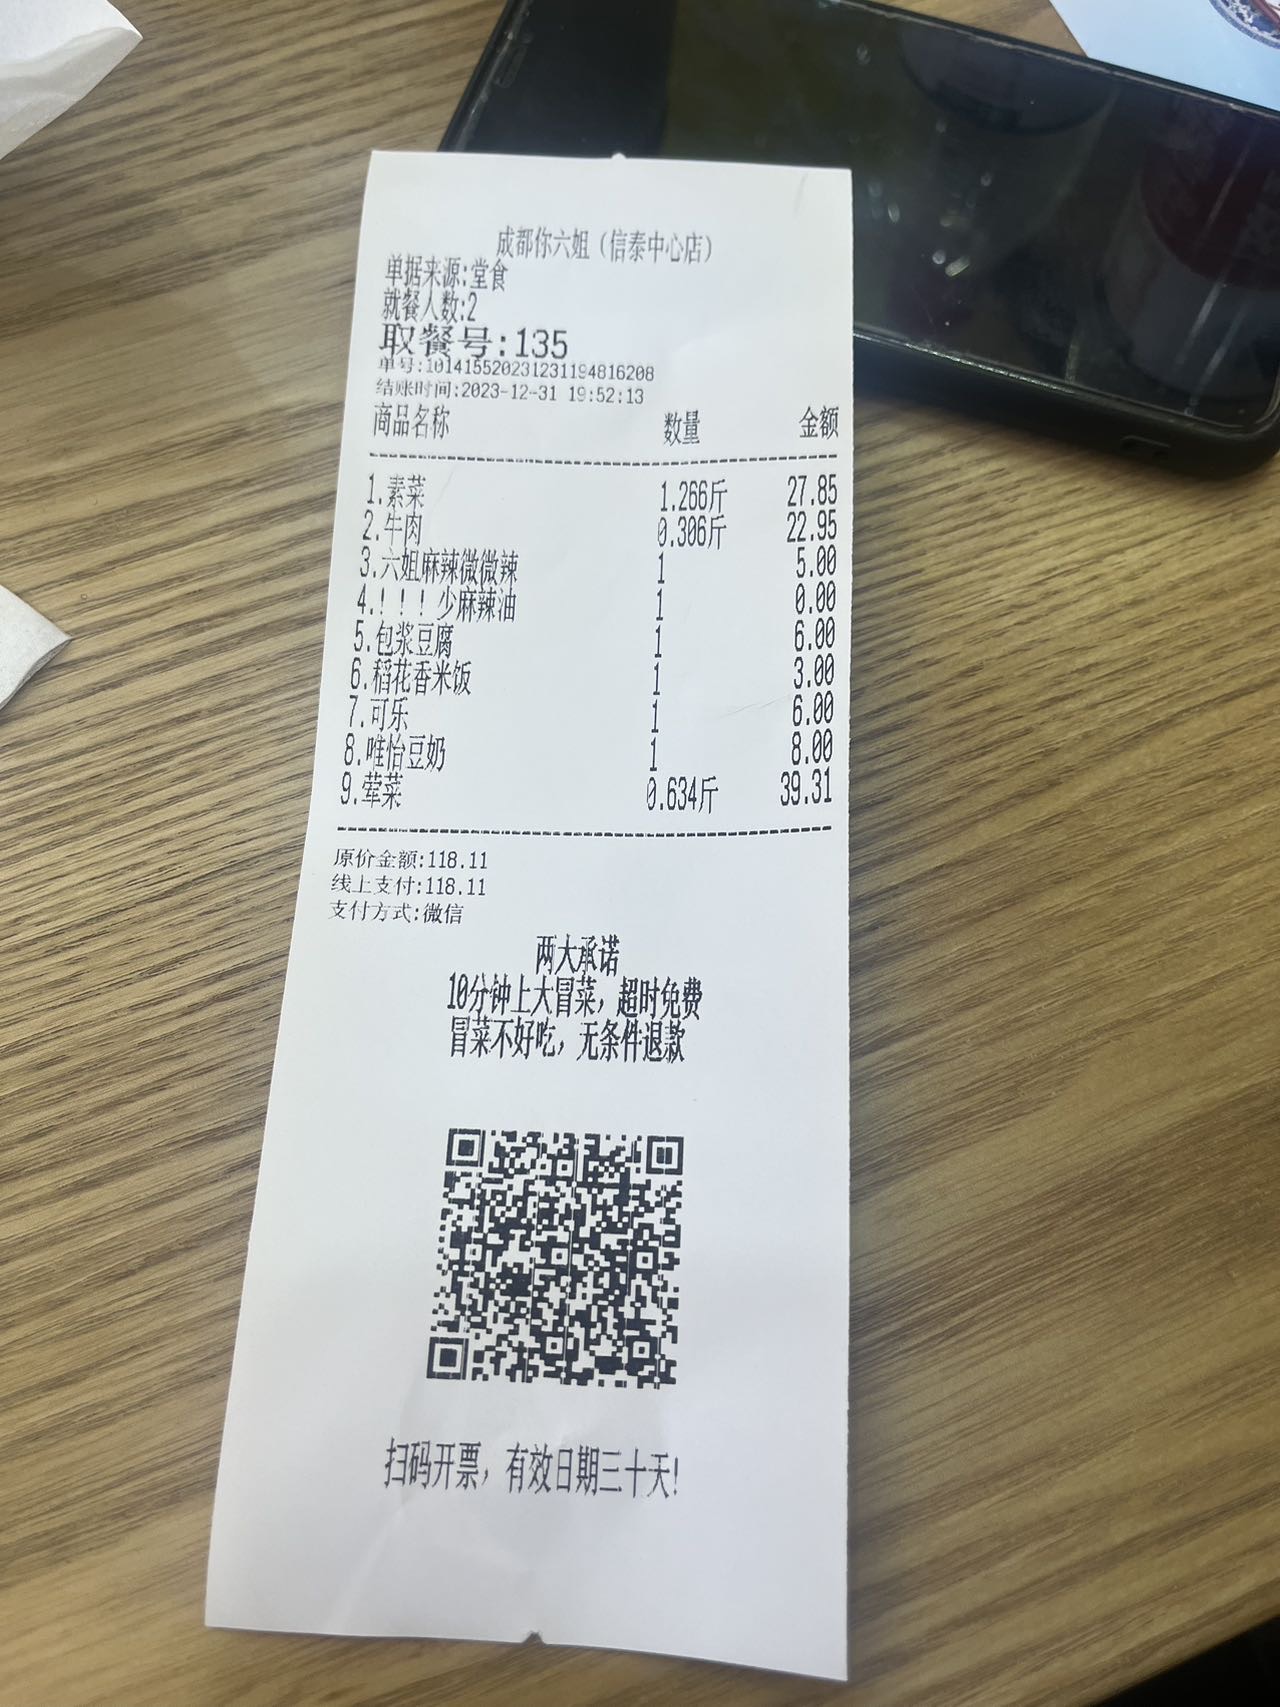 成都你六姐（信泰中心店）
单据来源:堂食
就餐人数:2
取餐号:135
单号:10141552023123119481 6208
结账时间:2023-12-31 19:52:13
商品名称 数量 金额
1.素菜 1.266斤 27.85
2.牛肉 0.306斤 22.95
3.六姐麻辣微微辣 1 5.00
4.！！！少麻辣油 1 0.00
5.包浆豆腐 1 6.00
6.稻花香米饭 1 3.00
7.可乐 1 6.00
8.唯怡豆奶 1 8.00
9.荤菜 0.634斤 39.31
原价金额:118.11
线上支付:118.11
支付方式:微信
两大承诺
10分钟上大冒菜，超时免费
冒菜不好吃，无条件退款
扫码开票，有效日期三十天!